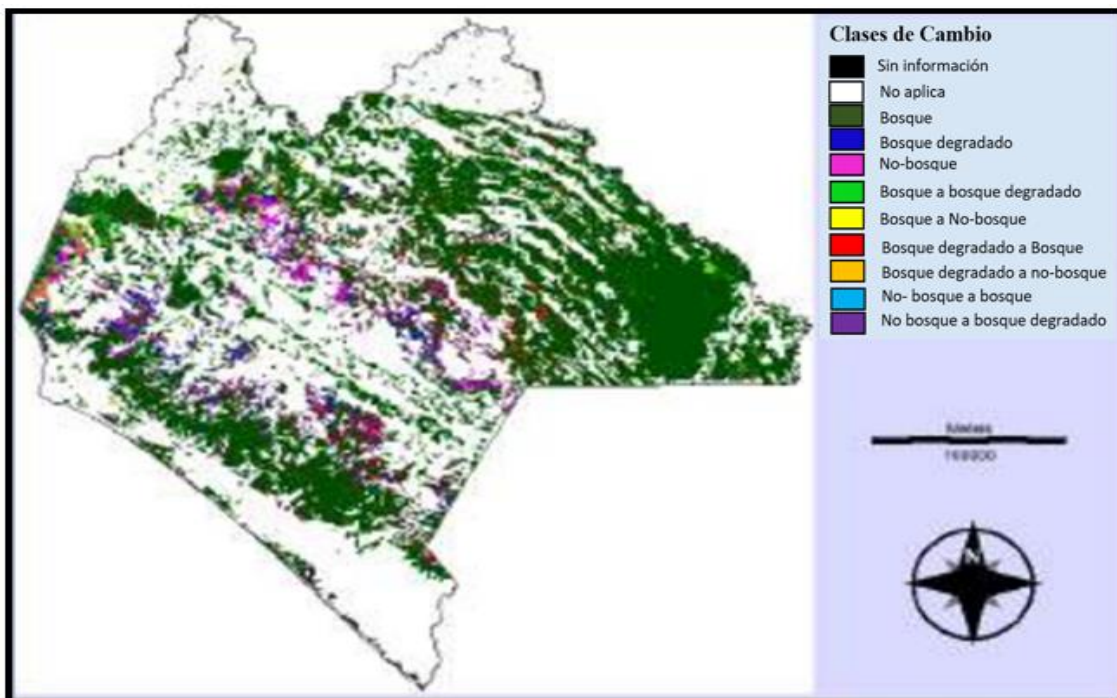 Clases de Cambio
Sin información
No aplica
Bosque
Bosque degradado
No-bosque
Bosque a bosque degradado
Bosque a No-bosque
Bosque degradado a Bosque
Bosque degradado a no-bosque
No- bosque a bosque
No bosque a bosque degradado
N